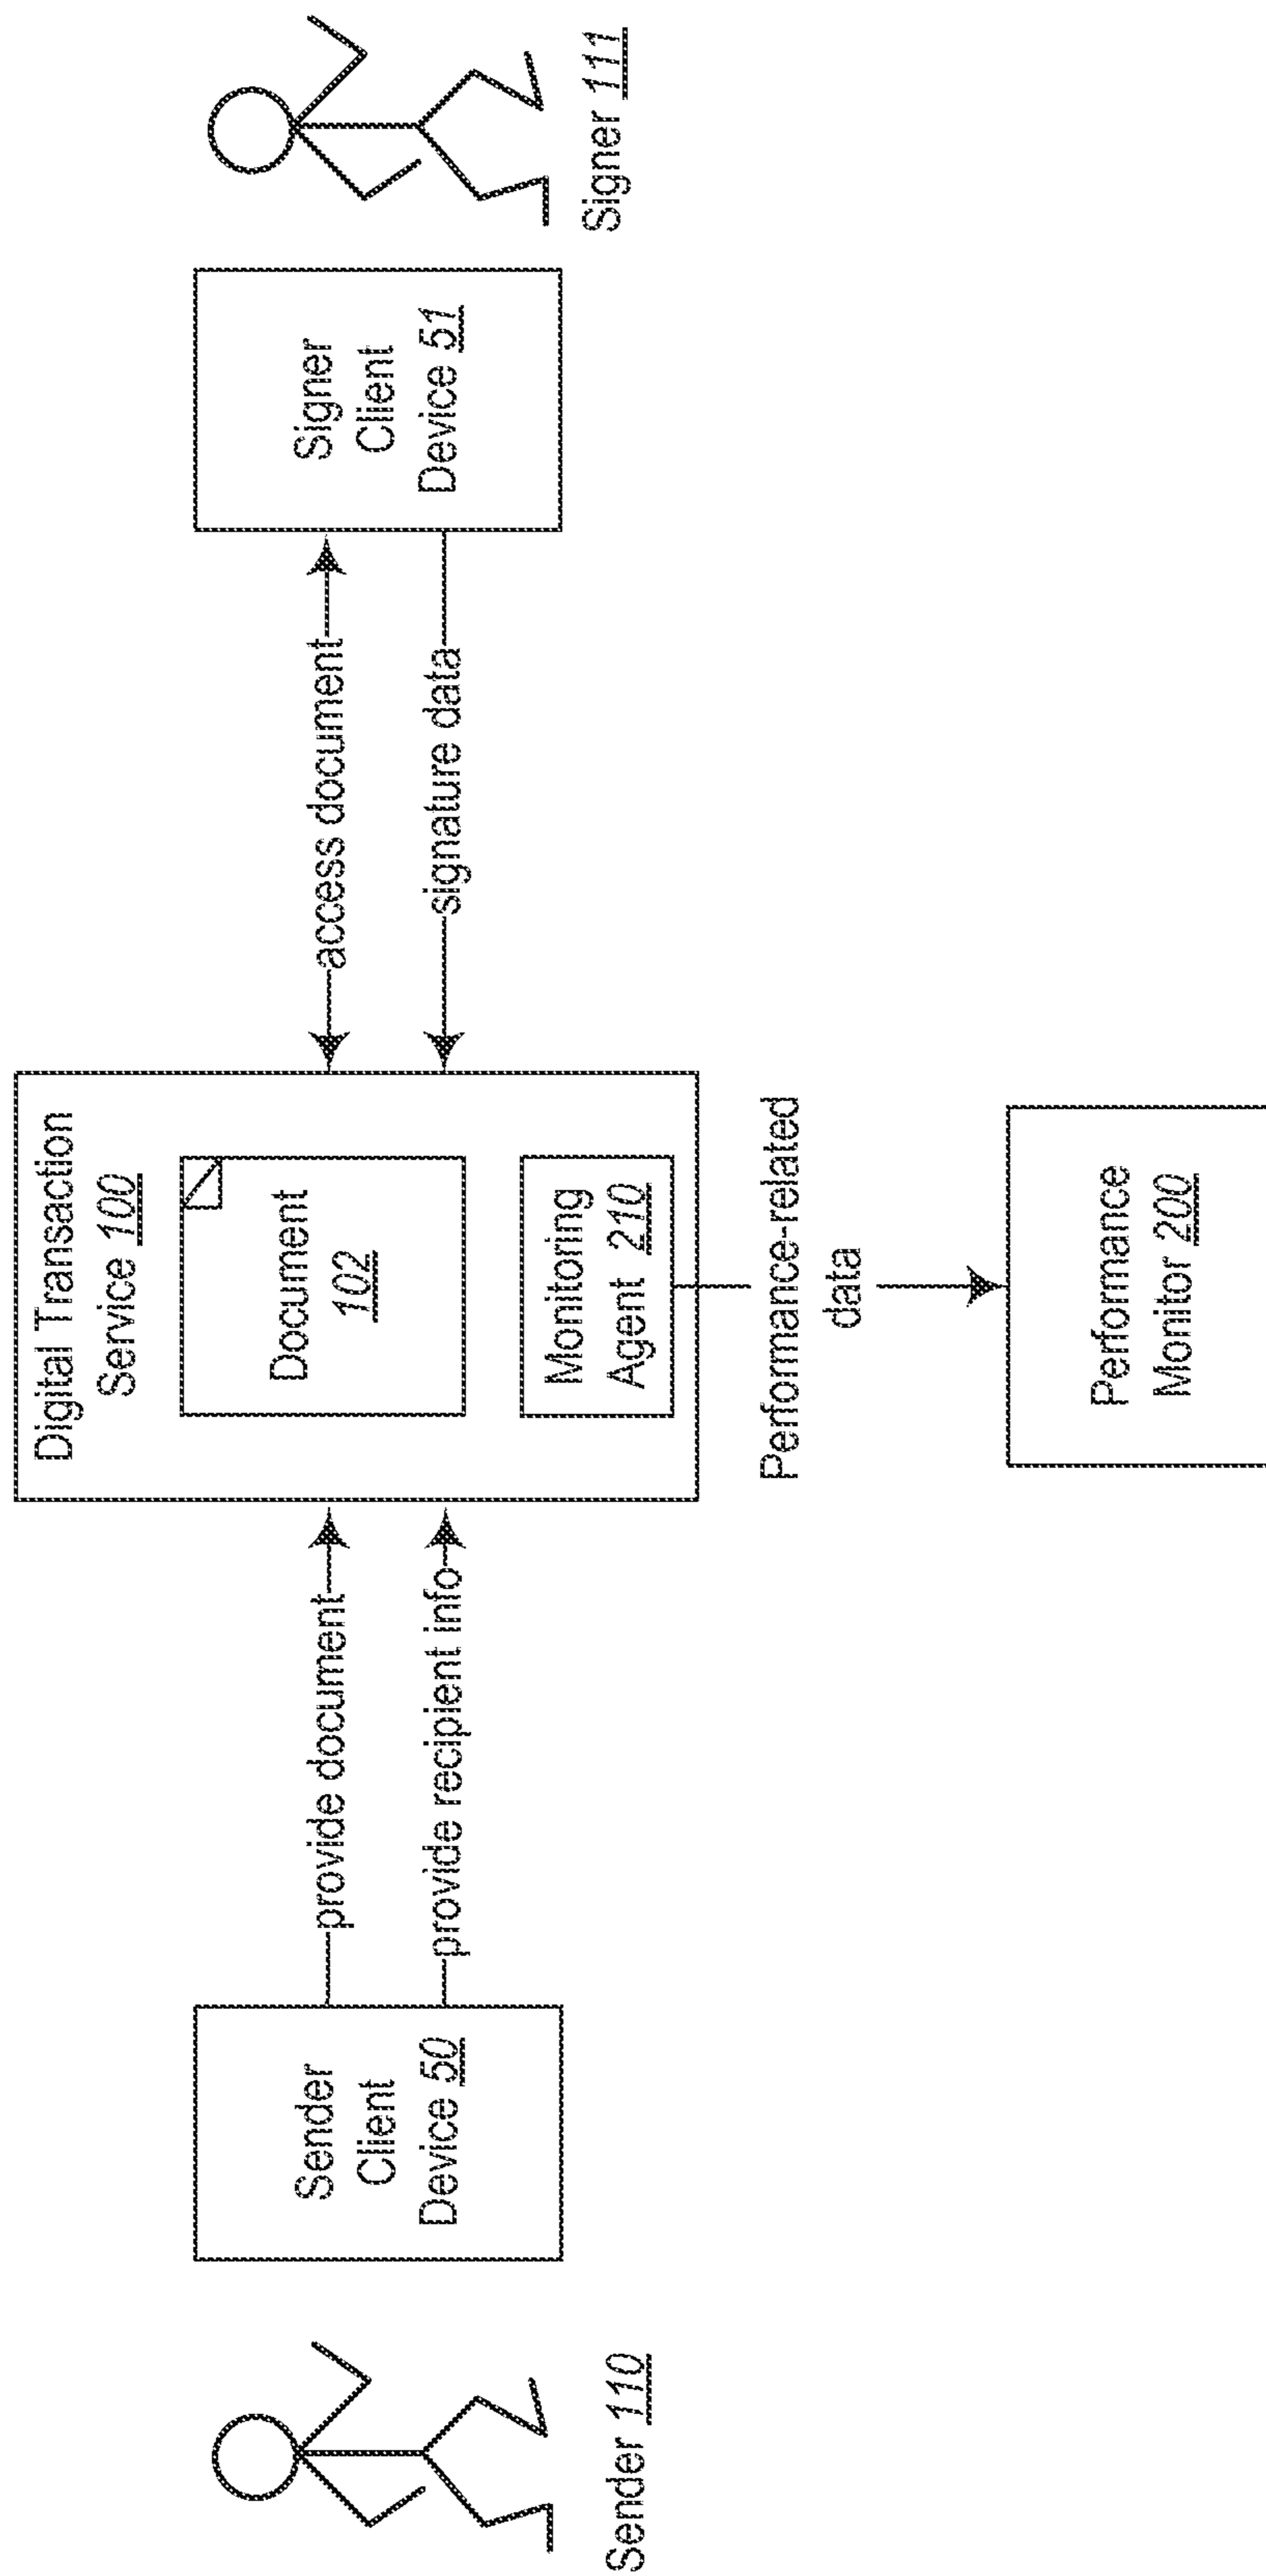 Sender 110
Sender
Client
Device 50
provide document
provide recipient info
Digital Transaction
Service 100
Document
102
Monitoring
Agent 210
Performance-related
data
Performance
Monitor 200
access document
signature data
Signer
Client
Device 51
Signer 111